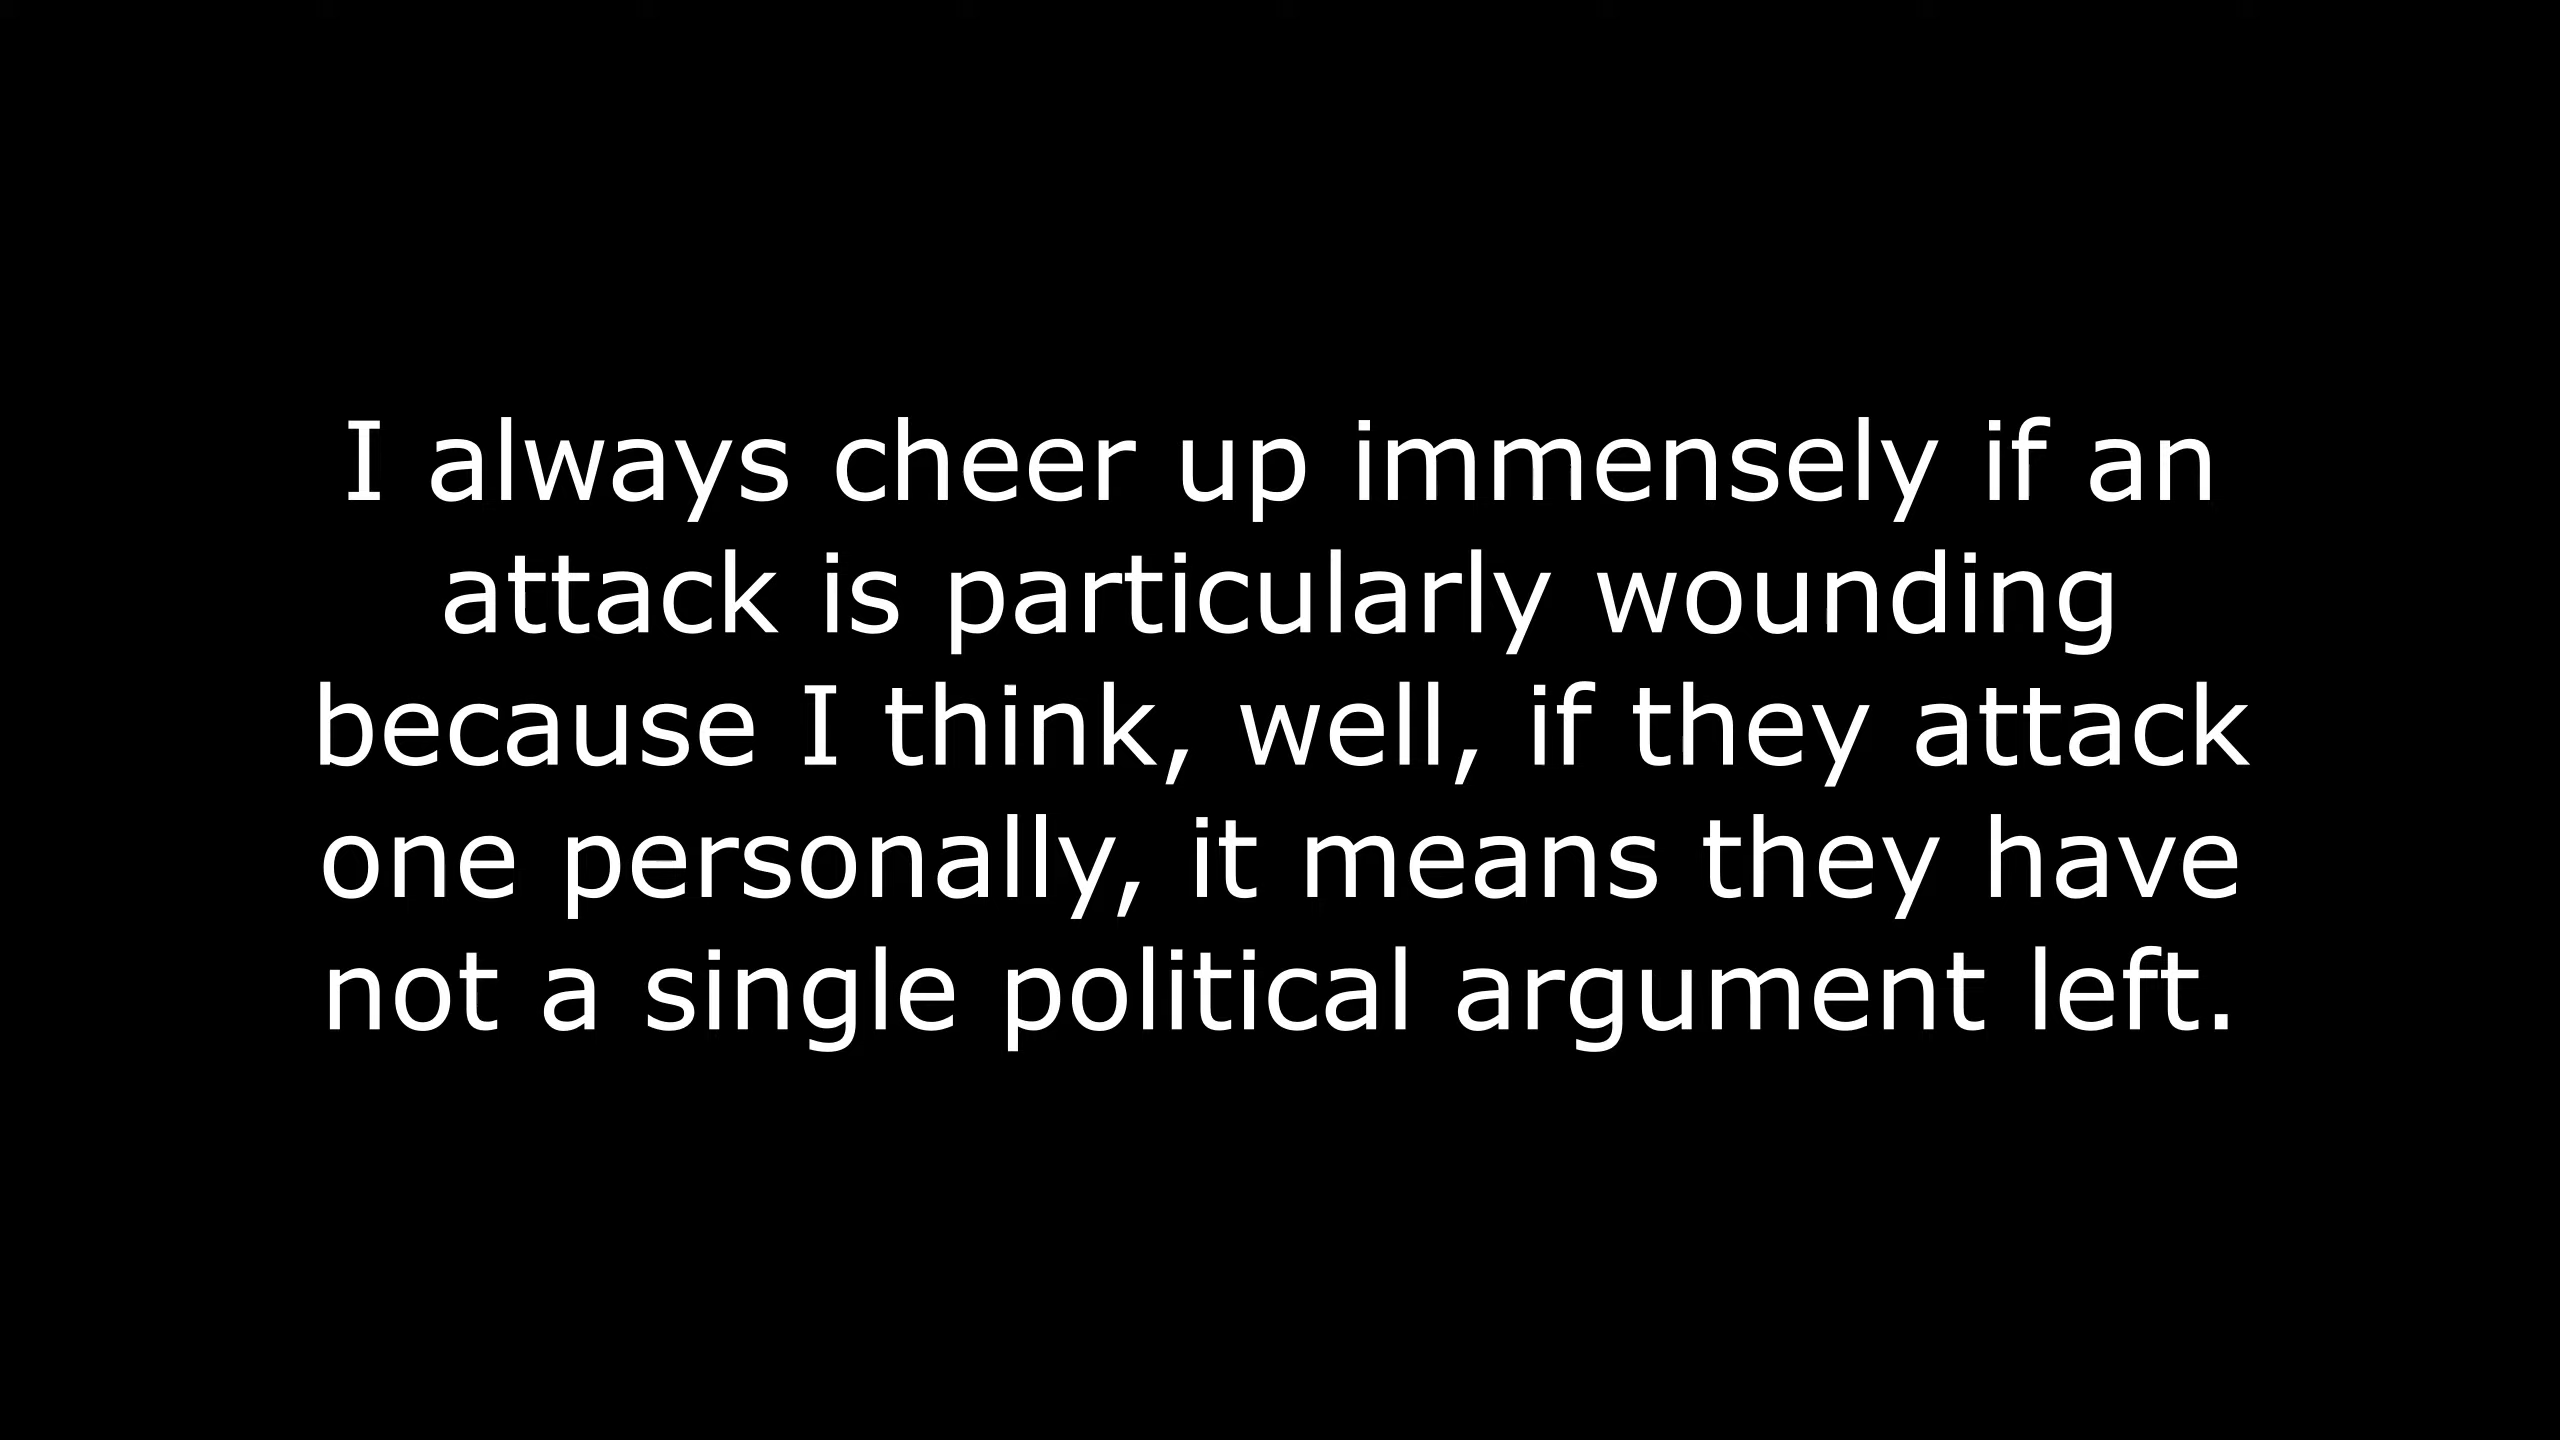 I always cheer up immensely if an
attack is particularly wounding
because I think, well, if they attack
one personally, it means they have
not a single political argument left.